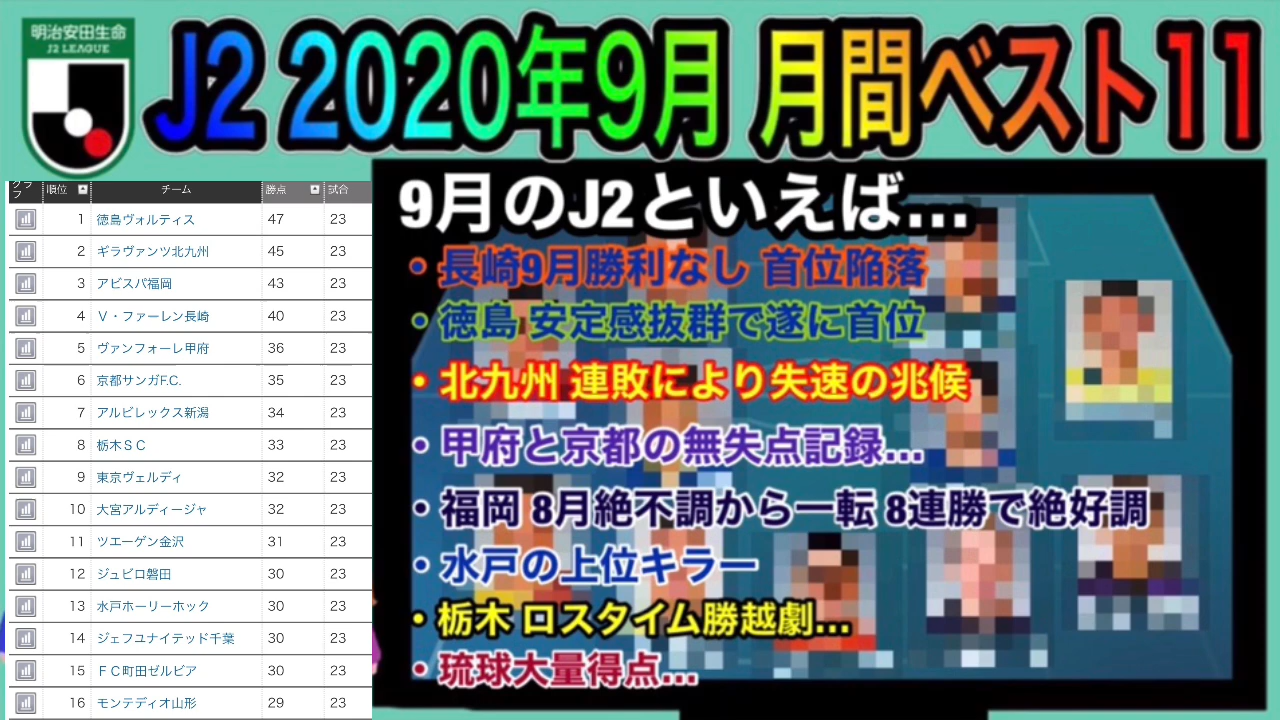 明治安田生命
J2 LEAGUE
J2 2020年9月 月間ベスト11
グラフ 順位 チーム 勝点 試合
1 徳島ヴォルティス 47 23
2 ギラヴァンツ北九州 45 23
3 アビスパ福岡 43 23
4 V・ファーレン長崎 40 23
5 ヴァンフォーレ甲府 36 23
6 京都サンガF.C. 35 23
7 アルビレックス新潟 34 23
8 栃木SC 33 23
9 東京ヴェルディ 32 23
10 大宮アルディージャ 32 23
11 ツエーゲン金沢 31 23
12 ジュビロ磐田 30 23
13 水戸ホーリーホック 30 23
14 ジェフユナイテッド千葉 30 23
15 FC町田ゼルビア 30 23
16 モンテディオ山形 29 23
9月のJ2といえば...
・長崎9月勝利なし 首位陥落
・徳島 安定感抜群で遂に首位
・北九州 連敗により失速の兆候
・甲府と京都の無失点記録...
・福岡 8月絶不調から一転 8連勝で絶好調
・水戸の上位キラー
・栃木 ロスタイム勝越劇...
・琉球大量得点...